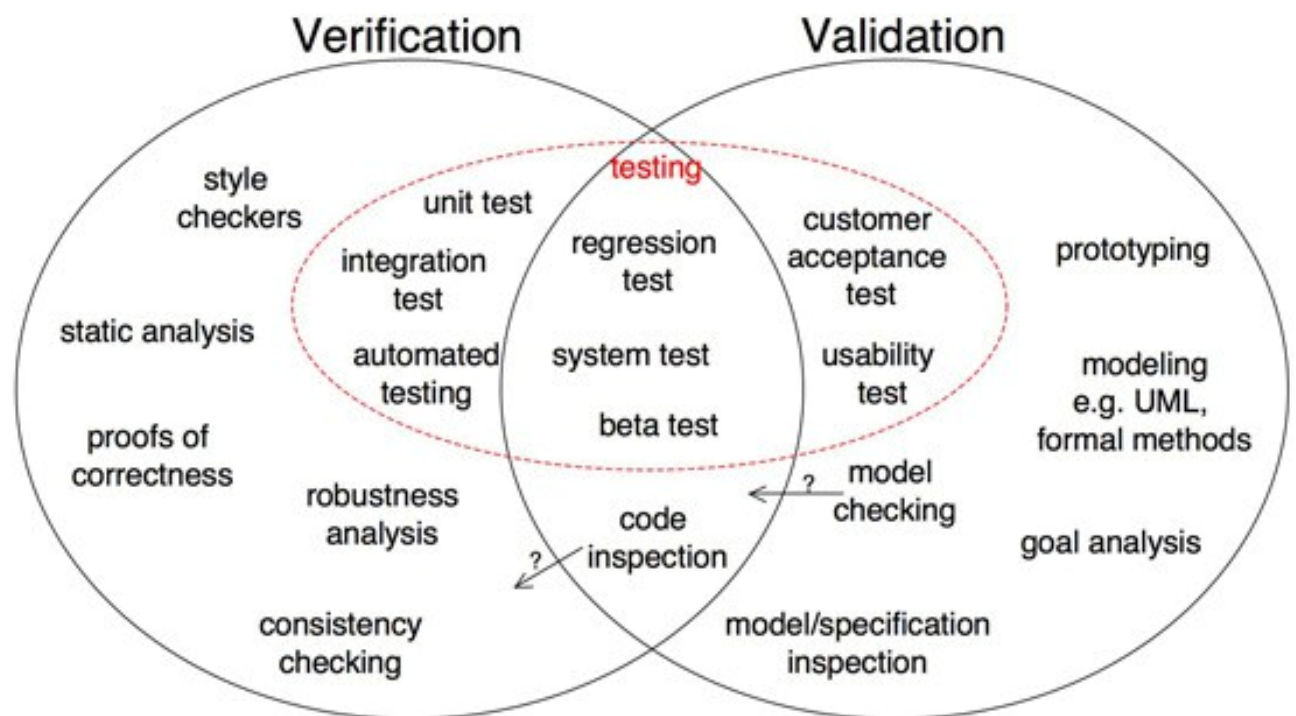 Verification
Validation
testing
style
checkers
unit test
integration
test
automated
testing
static analysis
proofs of
correctness
robustness
analysis
consistency
checking
regression
test
system test
beta test
code
inspection
?
customer
acceptance
test
usability
test
model
checking
?
prototyping
modeling
e.g. UML,
formal methods
goal analysis
model/specification
inspection